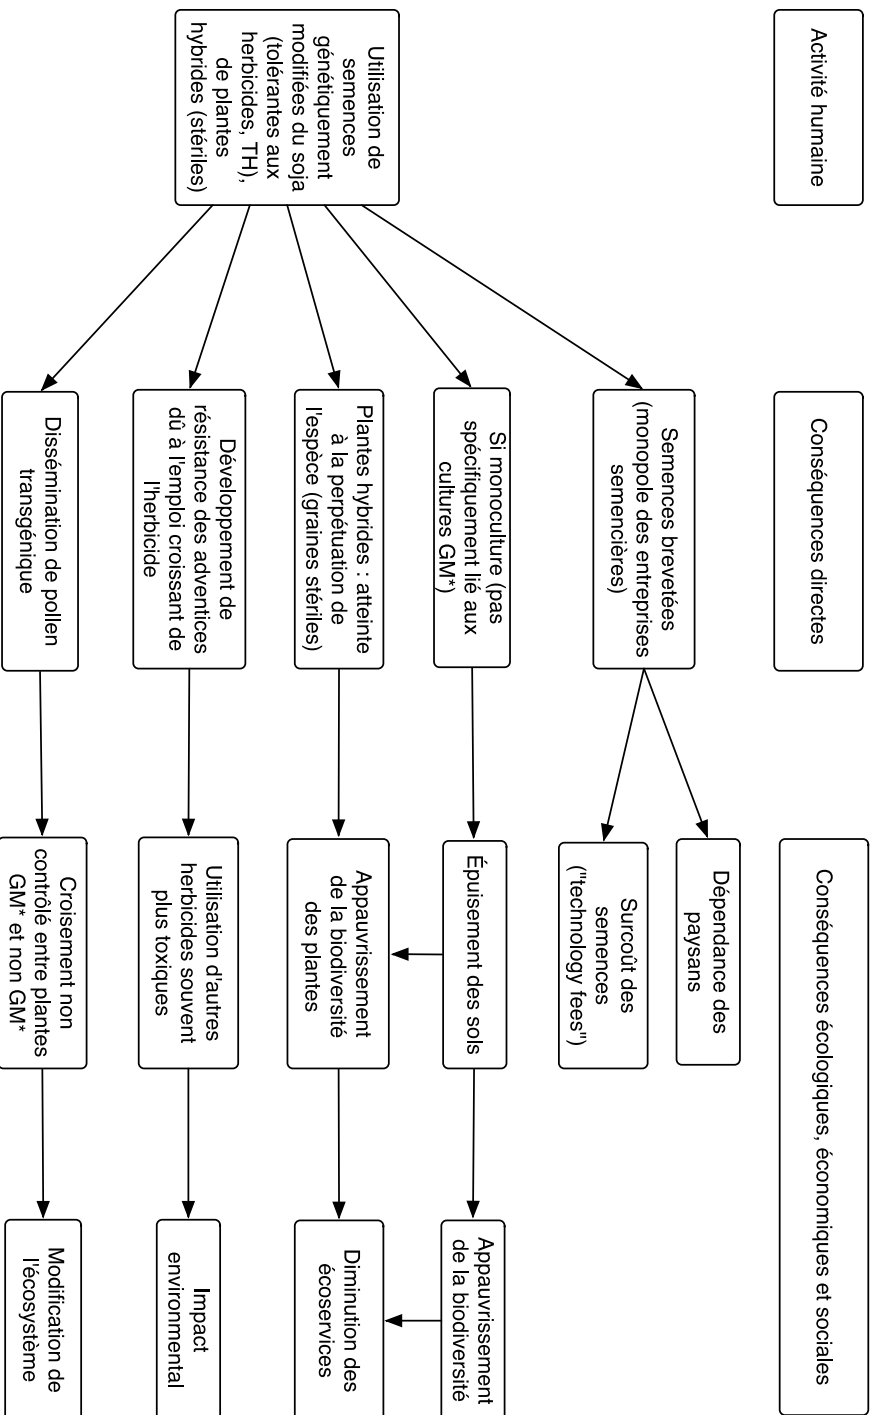 Activité humaine
Conséquences directes
Conséquences écologiques, économiques et sociales
Utilisation de
semences
génétiquement
modifiées du soja
(tolérantes aux
herbicides, TH),
de plantes
hybrides (stériles)
Semences brevetées
(monopole des entreprises
semencières)
Dépendance des
paysans
Surcoût des
semences
("technology fees")
Si monoculture (pas
spécifiquement lié aux
cultures GM*)
Épuisement des sols
Appauvrissement
de la biodiversité
Plantes hybrides : atteinte
à la perpétuation de
l'espèce (graines stériles)
Appauvrissement
de la biodiversité
des plantes
Diminution des
écoservices
Développement de
résistance des adventices
dû à l'emploi croissant de
l'herbicide
Utilisation d'autres
herbicides souvent
plus toxiques
Impact
environmental
Dissémination de pollen
transgénique
Croisement non
contrôlé entre plantes
GM* et non GM*
Modification de
l'écosystème